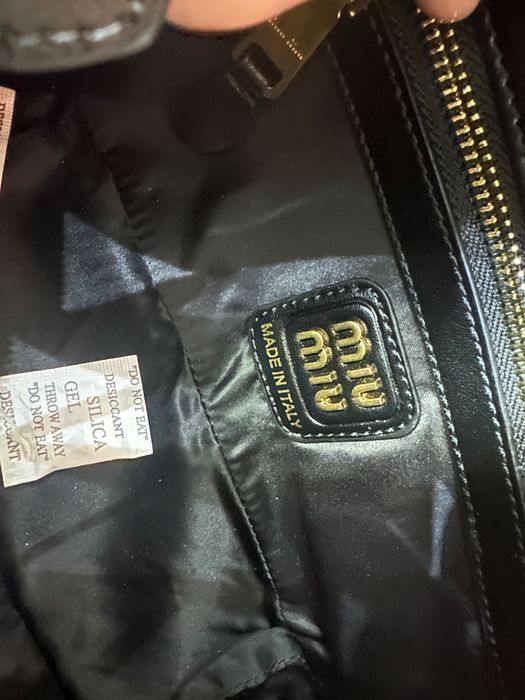 miu
miu
MADE IN ITALY
"DO NOT EAT"
DESICCANT
SILICA
GEL
THROW AWAY
"DO NOT EAT"
DESICCANT